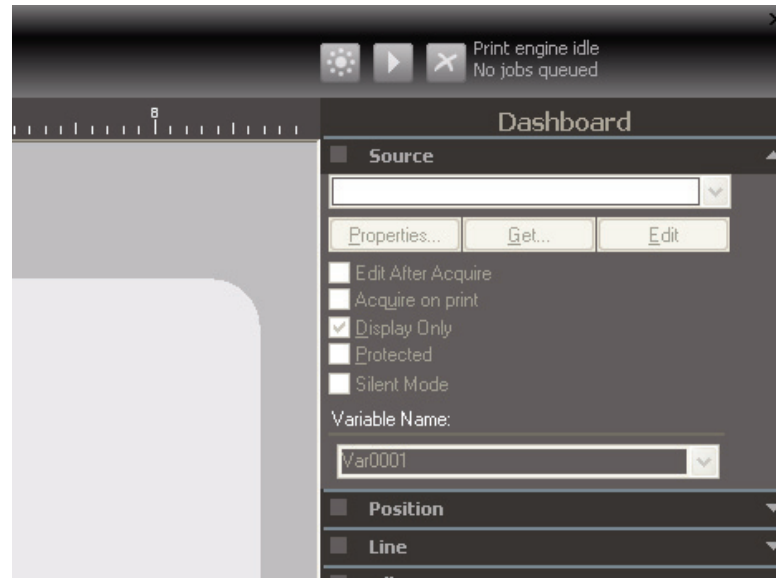 Print engine idle
No jobs queued
8
Dashboard
Source
Properties...
Get...
Edit
Edit After Acquire
Acquire on print
Display Only
Protected
Silent Mode
Variable Name:
Var0001
Position
Line